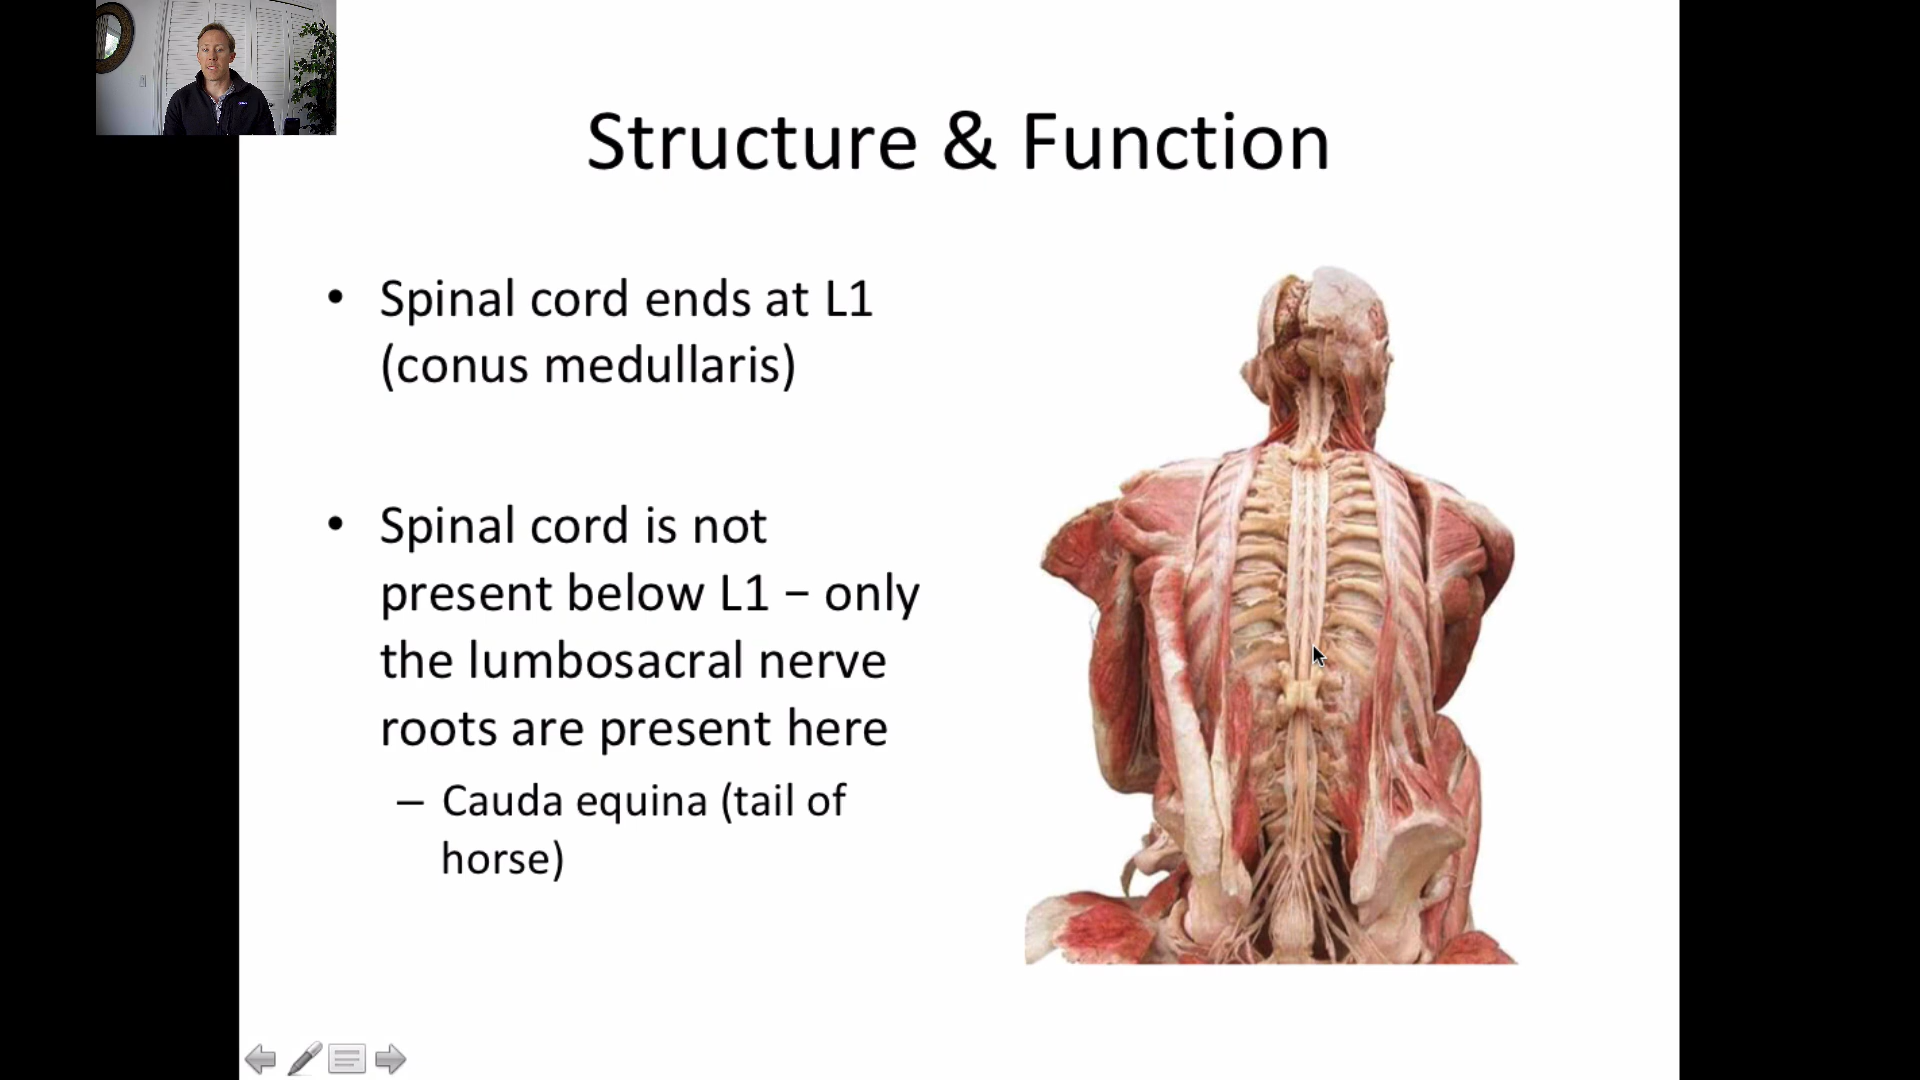 Structure & Function
• Spinal cord ends at L1
(conus medullaris)
• Spinal cord is not
present below L1 – only
the lumbosacral nerve
roots are present here
– Cauda equina (tail of
horse)